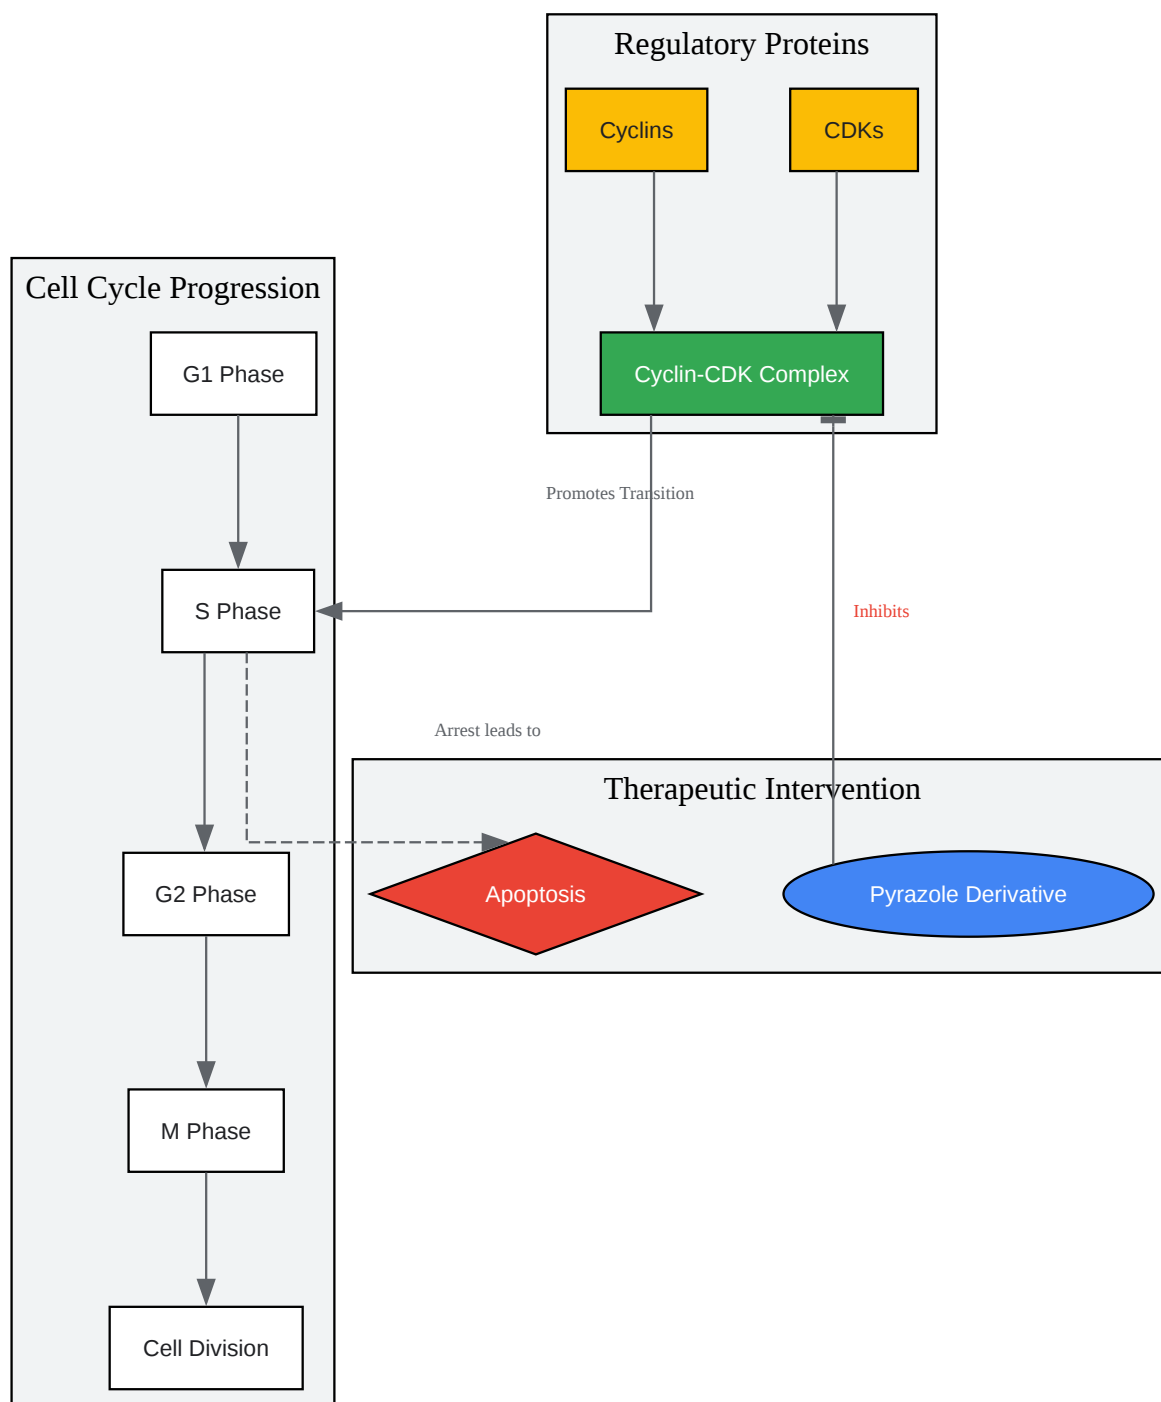 Regulatory Proteins
Cyclins
CDKs
Cell Cycle Progression
G1 Phase
Cyclin-CDK Complex
Promotes Transition
S Phase
Inhibits
Arrest leads to
Therapeutic Intervention
G2 Phase
Apoptosis
Pyrazole Derivative
M Phase
Cell Division